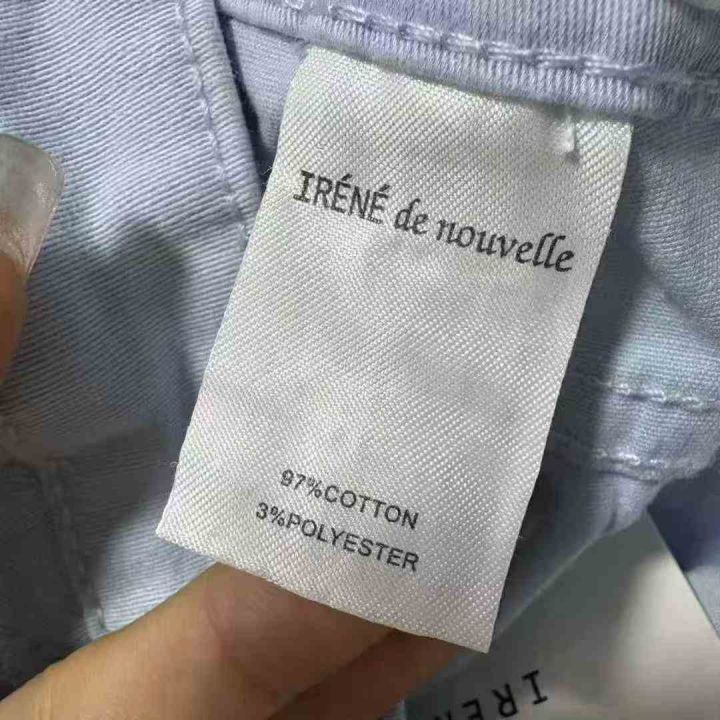 IRÉNÉ de nouvelle
97%COTTON
3%POLYESTER